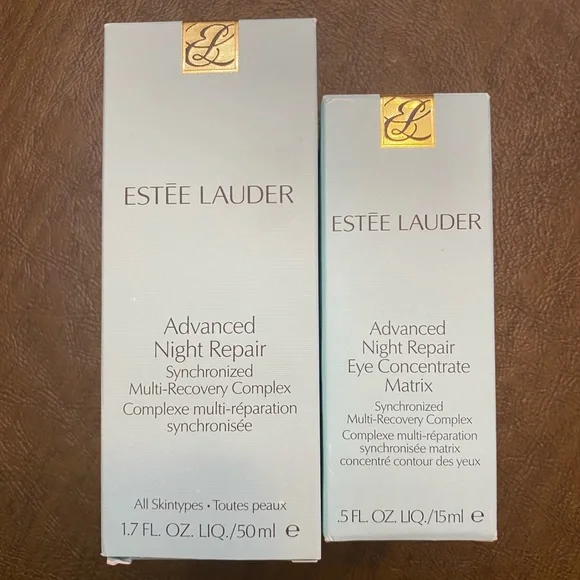 EL
ESTĒE LAUDER
Advanced
Night Repair
Synchronized
Multi-Recovery Complex
Complexe multi-réparation
synchronisée
All Skintypes • Toutes peaux
1.7 FL. OZ. LIQ./50 ml e
EL
ESTĒE LAUDER
Advanced
Night Repair
Eye Concentrate
Matrix
Synchronized
Multi-Recovery Complex
Complexe multi-réparation
synchronisée matrix
concentré contour des yeux
.5 FL. OZ. LIQ./15 ml e